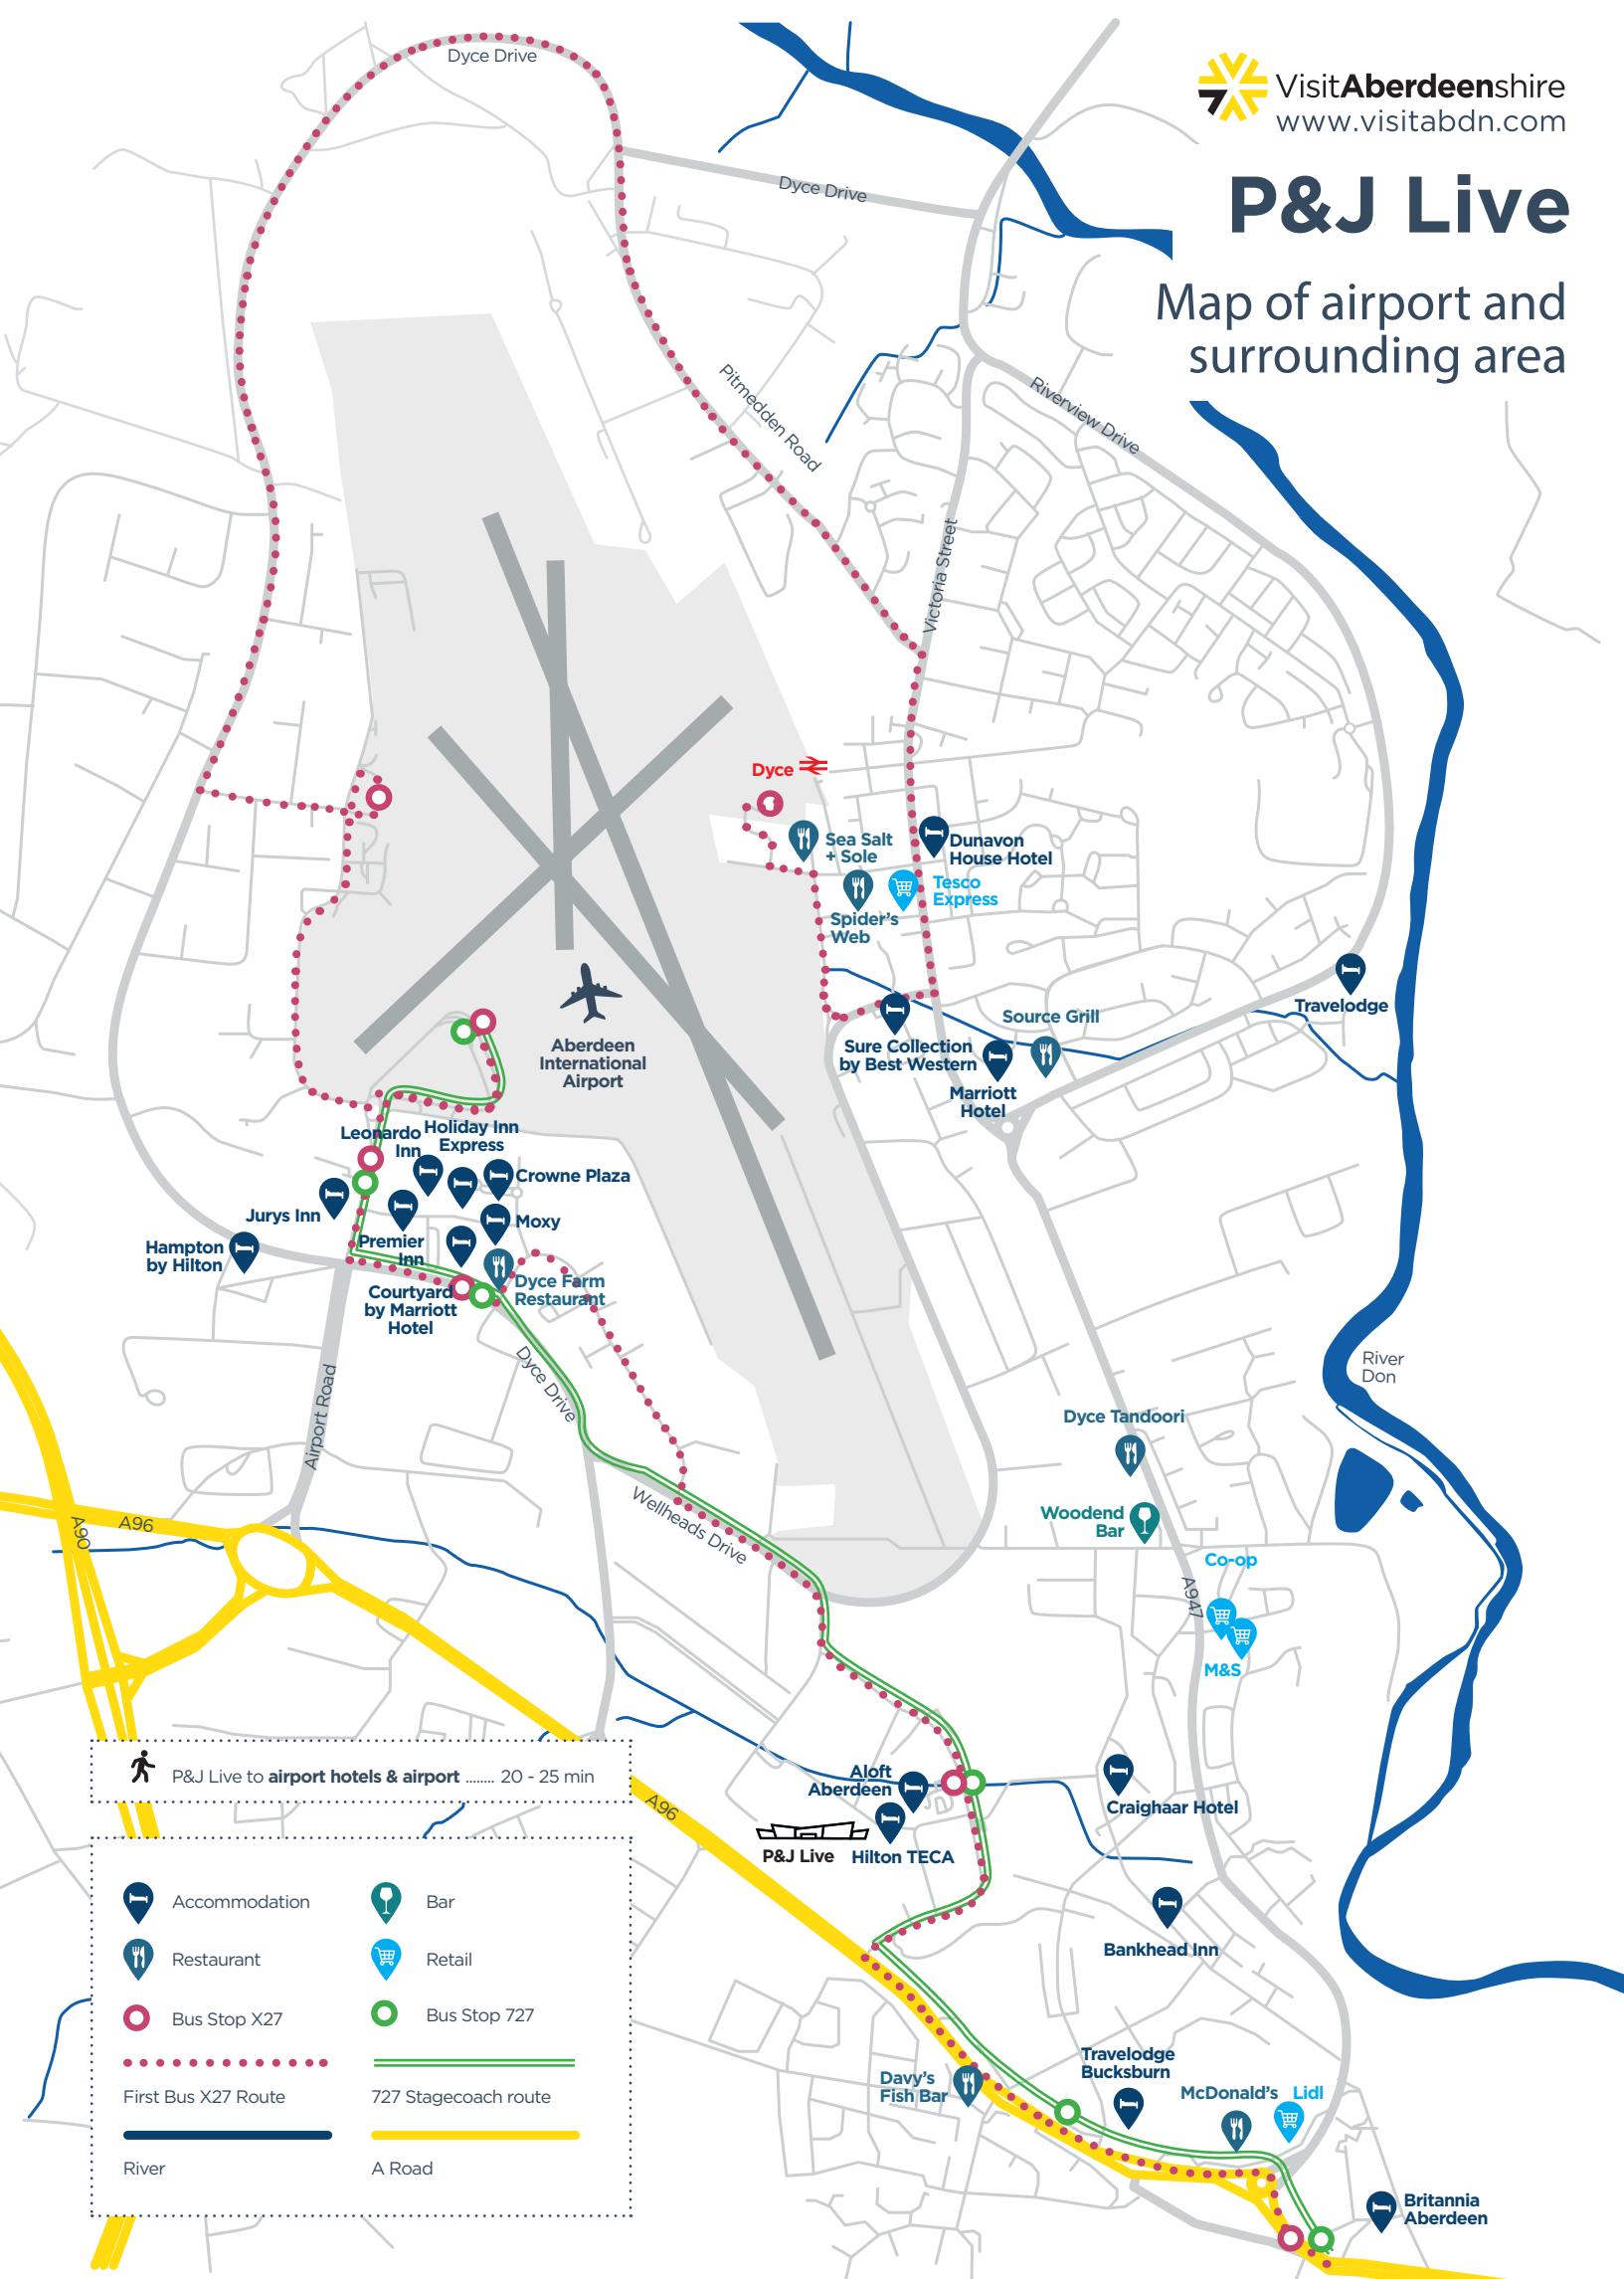 Dyce Drive
VisitAberdeenshire
www.visitabdn.com
P&J Live
Map of airport and
surrounding area
Dyce Drive
Pitmedden Road
Riverview Drive
Victoria Street
Dyce
Sea Salt
+ Sole
Dunavon
House Hotel
Tesco
Express
Spider's
Web
Travelodge
Source Grill
Sure Collection
by Best Western
Marriott
Hotel
Aberdeen
International
Airport
Leonardo
Inn
Holiday Inn
Express
Crowne Plaza
Jurys Inn
Moxy
Hampton
by Hilton
Premier
Inn
Dyce Farm
Restaurant
Courtyard
by Marriott
Hotel
Dyce Drive
Airport Road
River
Don
Dyce Tandoori
Woodend
Bar
Wellheads Drive
A96
A90
Co-op
A947
M&S
P&J Live to airport hotels & airport ........ 20 - 25 min
A96
Aloft
Aberdeen
Craighaar Hotel
P&J Live
Hilton TECA
Bankhead Inn
Accommodation
Bar
Restaurant
Retail
Bus Stop X27
Bus Stop 727
First Bus X27 Route
727 Stagecoach route
River
A Road
Travelodge
Bucksburn
Davy's
Fish Bar
McDonald's
Lidl
Britannia
Aberdeen